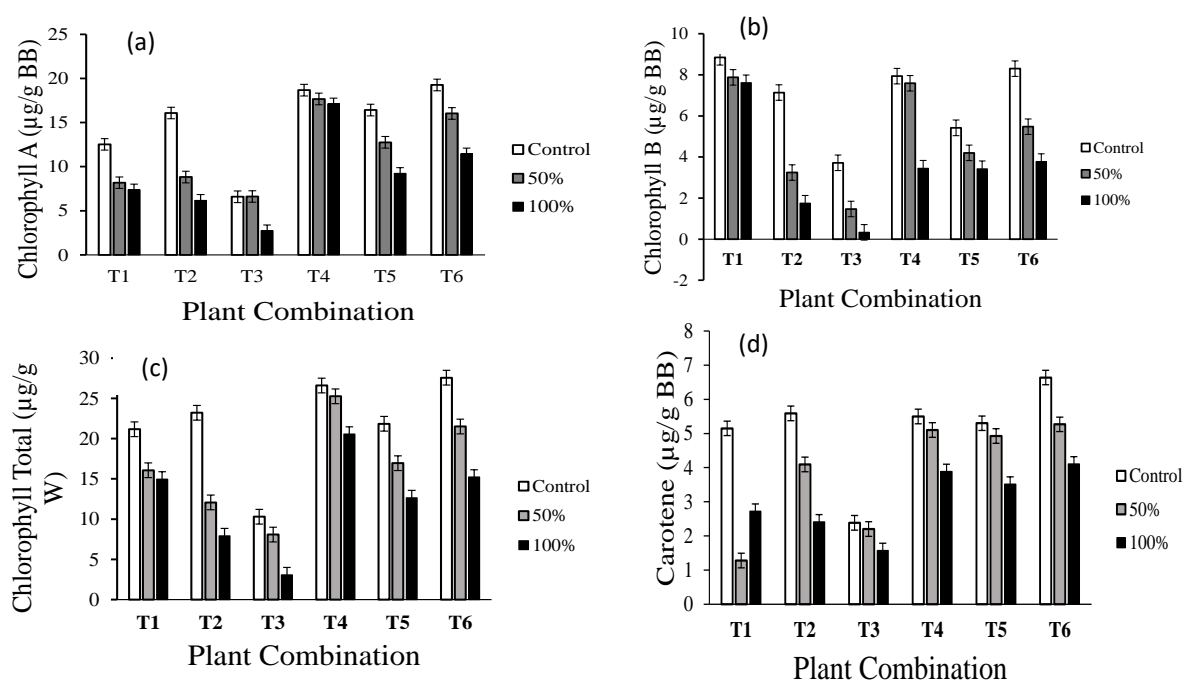 (a)
Chlorophyll A (µg/g BB)
25
20
15
10
5
0
T1 T2 T3 T4 T5 T6
Plant Combination
Control
50%
100%
(b)
Chlorophyll B (µg/g BB)
10
8
6
4
2
0
-2
T1 T2 T3 T4 T5 T6
Plant Combination
Control
50%
100%
(c)
Chlorophyll Total (µg/g
W)
30
25
20
15
10
5
0
T1 T2 T3 T4 T5 T6
Plant Combination
Control
50%
100%
(d)
Carotene (µg/g BB)
8
7
6
5
4
3
2
1
0
T1 T2 T3 T4 T5 T6
Plant Combination
Control
50%
100%